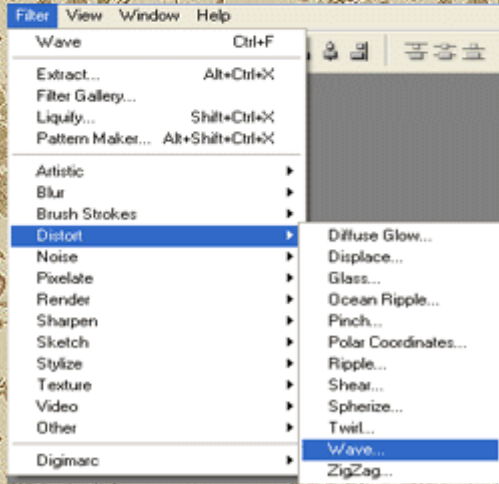 Filter View Window Help
Wave Ctrl+F
Extract... Alt+Ctrl+X
Filter Gallery...
Liquify... Shift+Ctrl+X
Pattern Maker... Alt+Shift+Ctrl+X
Artistic
Blur
Brush Strokes
Distort
Noise
Pixelate
Render
Sharpen
Sketch
Stylize
Texture
Video
Other
Digimarc
Diffuse Glow...
Displace...
Glass...
Ocean Ripple...
Pinch...
Polar Coordinates...
Ripple...
Shear...
Spherize...
Twirl...
Wave...
ZigZag...